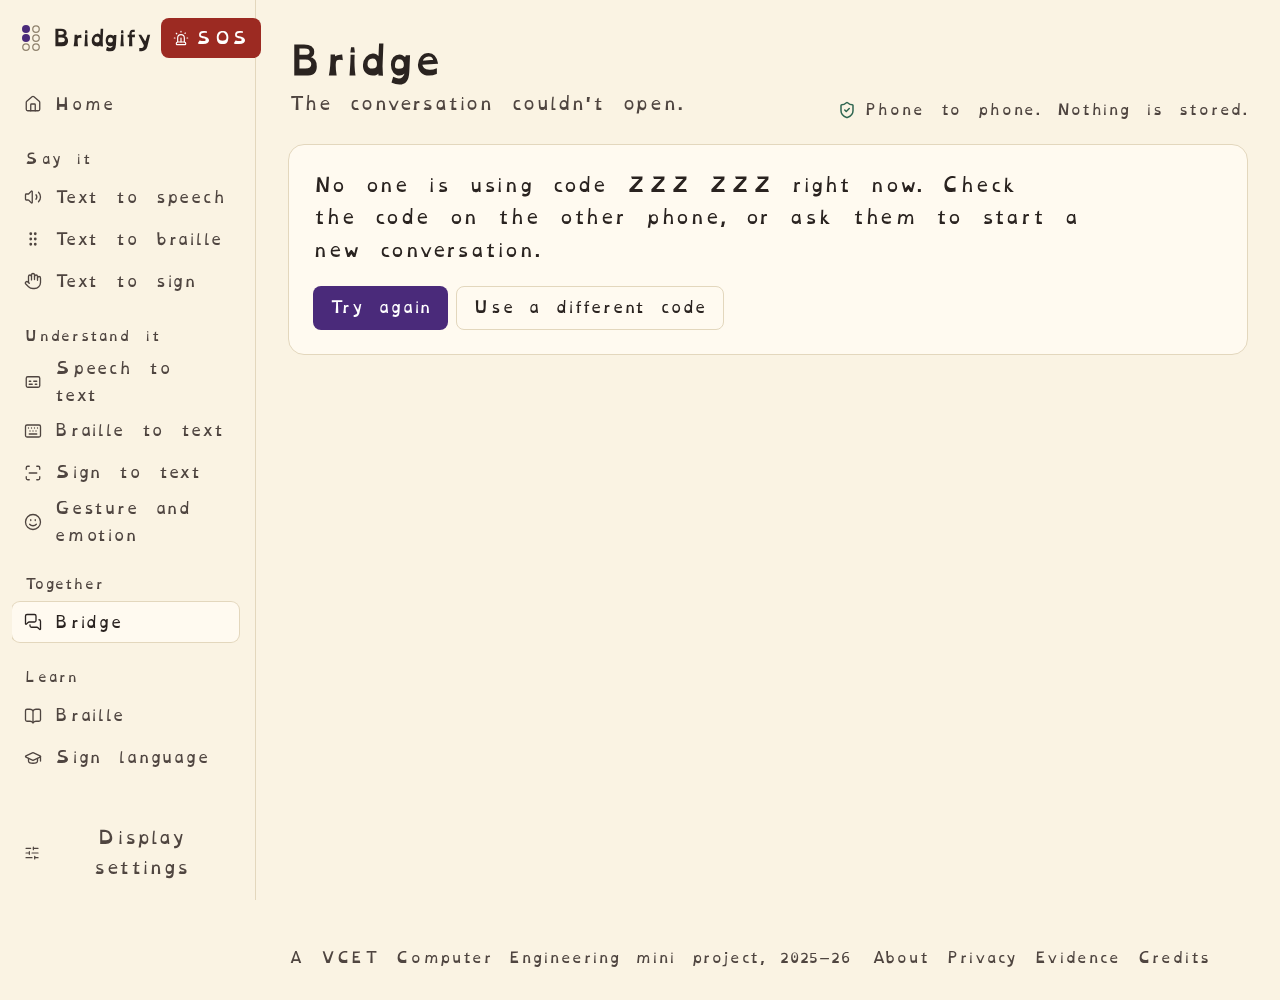 Bridgify SOS
Home
Say it
Text to speech
Text to braille
Text to sign
Understand it
Speech to
text
Braille to text
Sign to text
Gesture and
emotion
Together
Bridge
Learn
Braille
Sign language
Display
settings
Bridge
The conversation couldn't open.
Phone to phone. Nothing is stored.
No one is using code ZZZ ZZZ right now. Check
the code on the other phone, or ask them to start a
new conversation.
Try again Use a different code
A VCET Computer Engineering mini project, 2025–26 About Privacy Evidence Credits